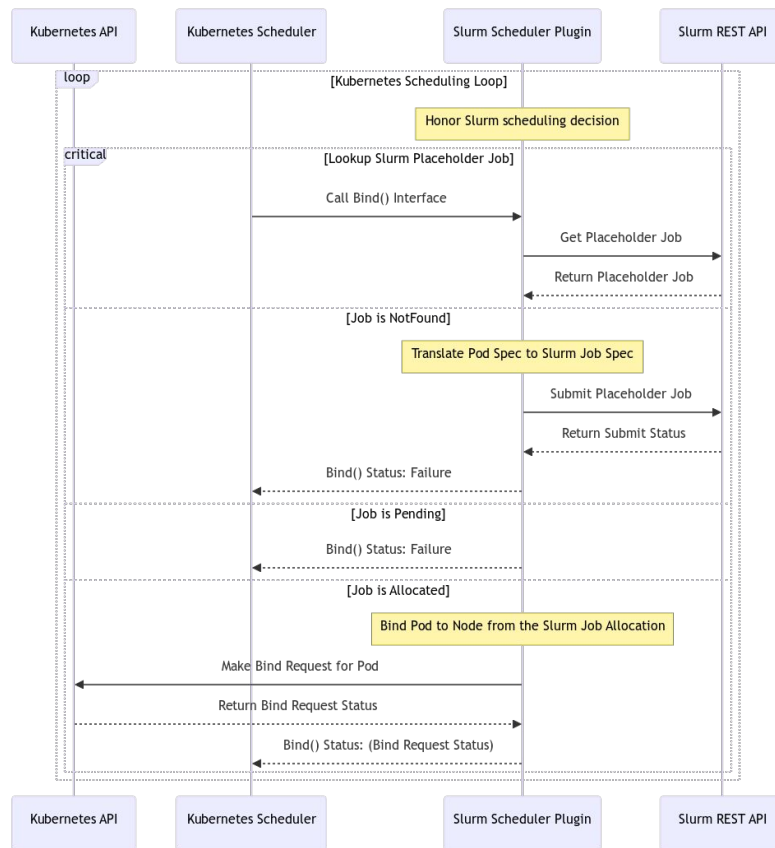 Kubernetes API
Kubernetes Scheduler
Slurm Scheduler Plugin
Slurm REST API
loop
[Kubernetes Scheduling Loop]
Honor Slurm scheduling decision
critical
[Lookup Slurm Placeholder Job]
Call Bind() Interface
Get Placeholder Job
Return Placeholder Job
[Job is NotFound]
Translate Pod Spec to Slurm Job Spec
Submit Placeholder Job
Return Submit Status
Bind() Status: Failure
[Job is Pending]
Bind() Status: Failure
[Job is Allocated]
Bind Pod to Node from the Slurm Job Allocation
Make Bind Request for Pod
Return Bind Request Status
Bind() Status: (Bind Request Status)
Kubernetes API
Kubernetes Scheduler
Slurm Scheduler Plugin
Slurm REST API